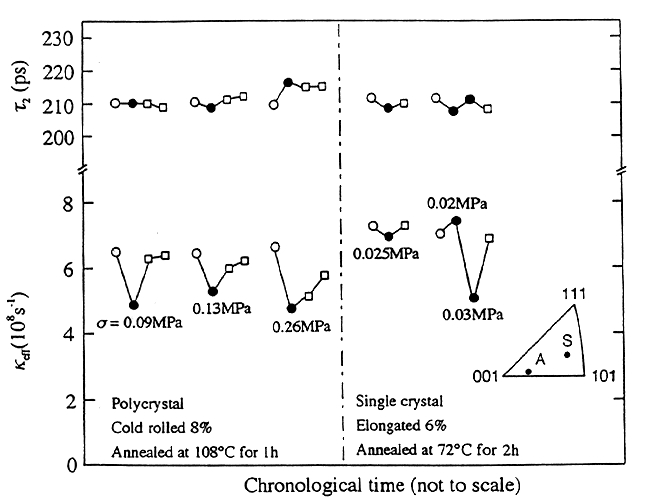 230
220
210
200
τ₂ (ps)
8
6
4
2
0
κeff(10⁸s⁻¹)
σ = 0.09MPa
0.13MPa
0.26MPa
0.025MPa
0.02MPa
0.03MPa
111
S
A
001
101
Polycrystal
Cold rolled 8%
Annealed at 108°C for 1h
Single crystal
Elongated 6%
Annealed at 72°C for 2h
Chronological time (not to scale)